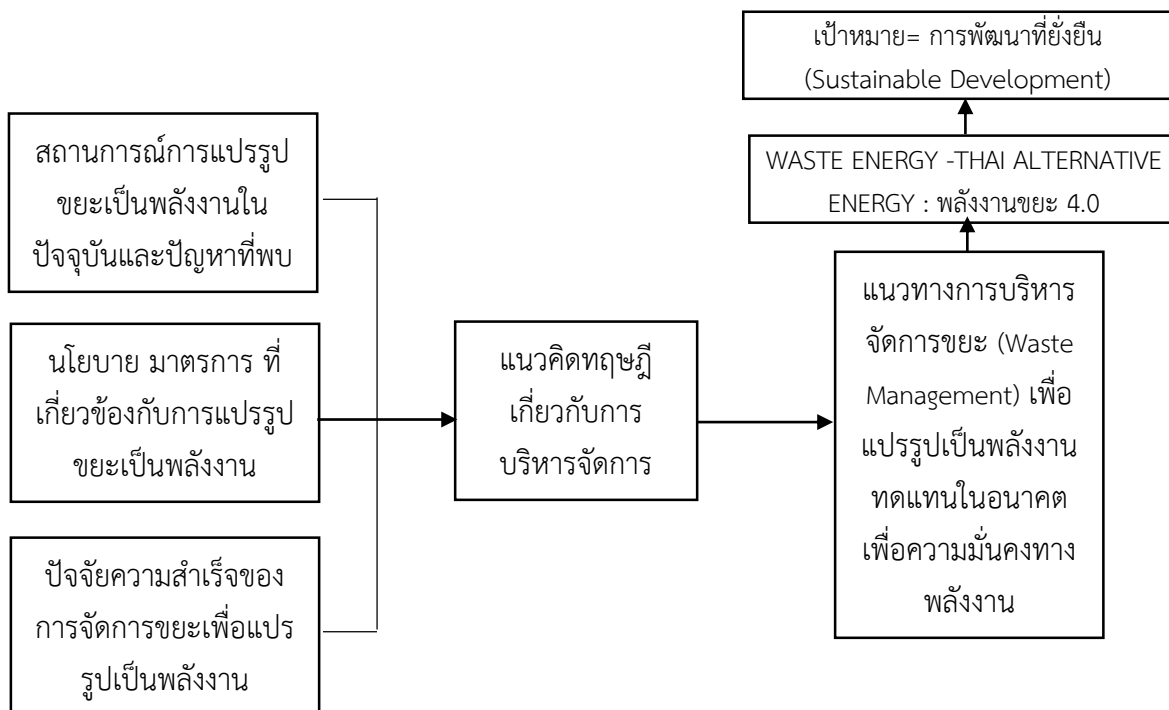 เป้าหมาย= การพัฒนาที่ยั่งยืน
(Sustainable Development)
สถานการณ์การแปรรูป
ขยะเป็นพลังงานใน
ปัจจุบันและปัญหาที่พบ
WASTE ENERGY -THAI ALTERNATIVE
ENERGY : พลังงานขยะ 4.0
นโยบาย มาตรการ ที่
เกี่ยวข้องกับการแปรรูป
ขยะเป็นพลังงาน
แนวคิดทฤษฎี
เกี่ยวกับการ
บริหารจัดการ
แนวทางการบริหาร
จัดการขยะ (Waste
Management) เพื่อ
แปรรูปเป็นพลังงาน
ทดแทนในอนาคต
เพื่อความมั่นคงทาง
พลังงาน
ปัจจัยความสำเร็จของ
การจัดการขยะเพื่อแปร
รูปเป็นพลังงาน